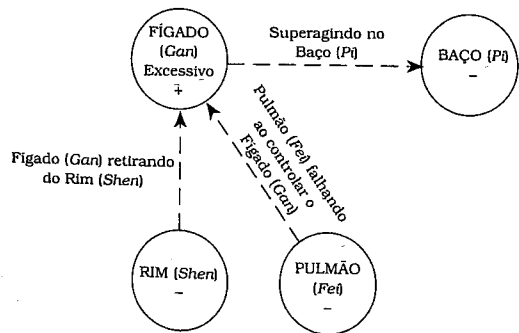 FÍGADO
(Gan)
Excessivo
+
Superagindo no
Baço (Pi)
BAÇO (Pi)
-
Pulmão (Fei) falhando
ao controlar o
Fígado (Gan)
Fígado (Gan) retirando
do Rim (Shen)
RIM (Shen)
-
PULMÃO
(Fei)
-